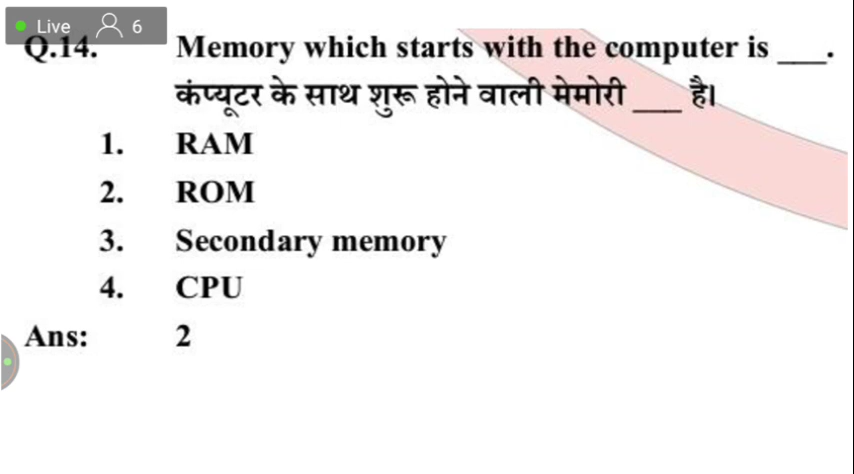 Live 6
Q.14. Memory which starts with the computer is ___.
कंप्यूटर के साथ शुरू होने वाली मेमोरी ___ है।
1. RAM
2. ROM
3. Secondary memory
4. CPU
Ans: 2